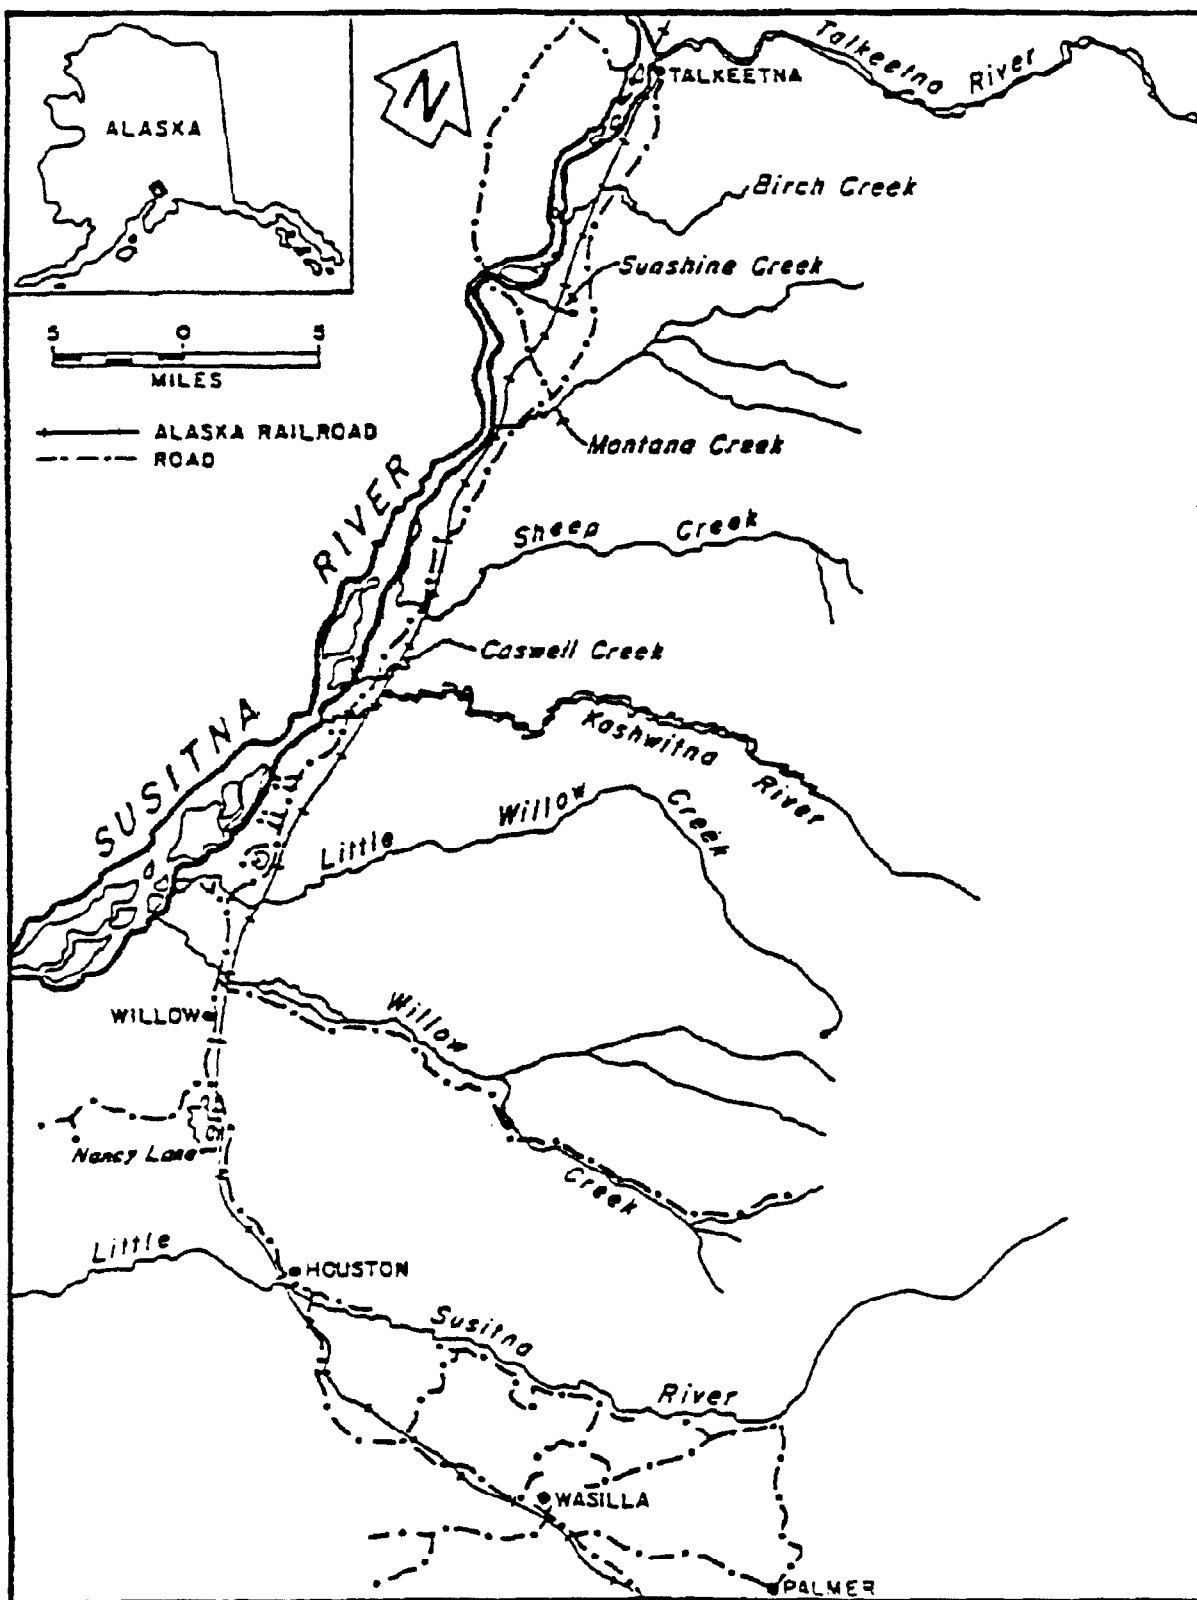 ALASKA
N
TALKEETNA
Talkeetna River
Birch Creek
Sunshine Creek
5 0 5
MILES
ALASKA RAILROAD
ROAD
Montana Creek
SUSITNA RIVER
Sheep Creek
Caswell Creek
Kashwitna River
Little Willow Creek
WILLOW
Willow Creek
Nancy Lake
Little Susitna River
HOUSTON
WASILLA
PALMER